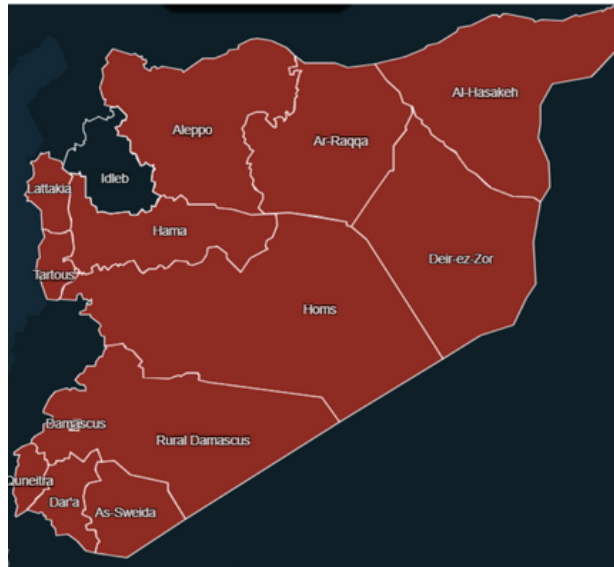 Al-Hasakeh
Aleppo
Ar-Raqqa
Idleb
Lattakia
Hama
Deir-ez-Zor
Tartous
Homs
Damascus
Rural Damascus
Quneitra
Dar'a
As-Sweida